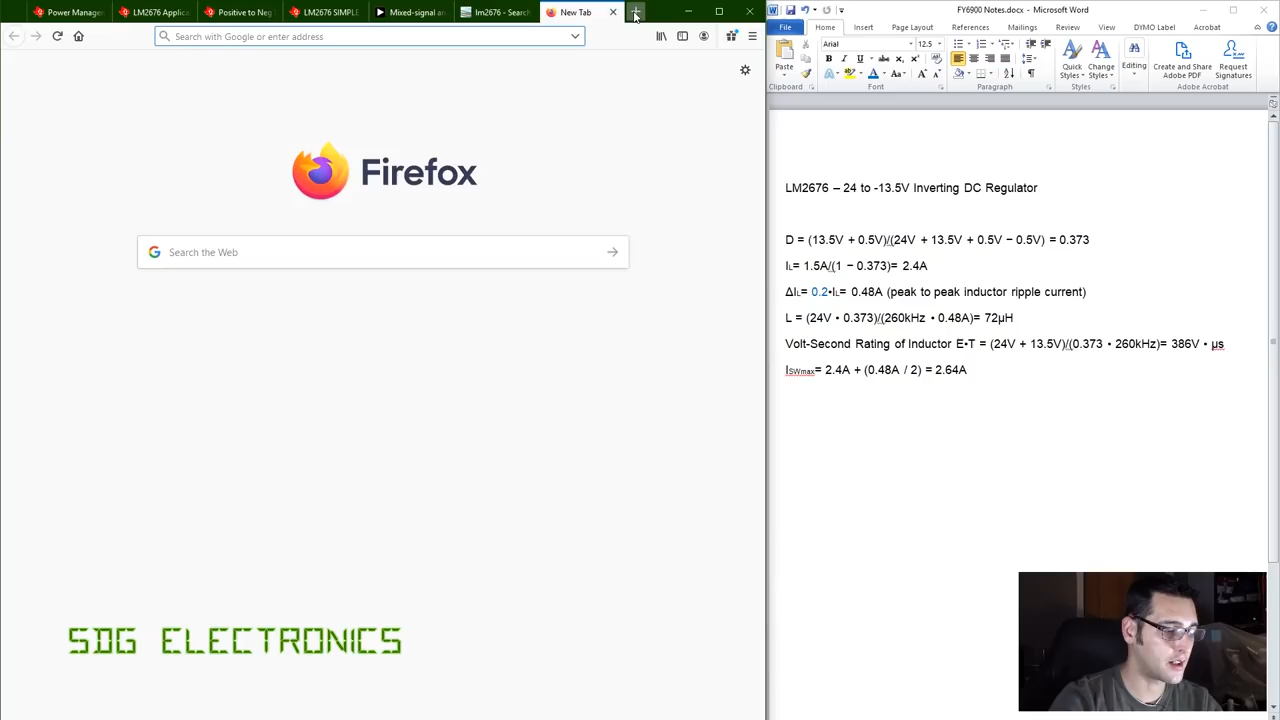 Power Manager
LM2676 Applica
Positive to Neg
LM2676 SIMPLE
Mixed-signal an
lm2676 - Search
New Tab
Search with Google or enter address
Firefox
Search the Web
SDG ELECTRONICS
FY6900 Notes.docx - Microsoft Word
File
Home
Insert
Page Layout
References
Mailings
Review
View
DYMO Label
Acrobat
Arial
12.5
Paste
Quick Styles
Change Styles
Editing
Create and Share Adobe PDF
Request Signatures
Clipboard
Font
Paragraph
Styles
Adobe Acrobat
LM2676 – 24 to -13.5V Inverting DC Regulator
D = (13.5V + 0.5V)/(24V + 13.5V + 0.5V − 0.5V) = 0.373
IL= 1.5A/(1 − 0.373)= 2.4A
ΔIL= 0.2•IL= 0.48A (peak to peak inductor ripple current)
L = (24V • 0.373)/(260kHz • 0.48A)= 72µH
Volt-Second Rating of Inductor E•T = (24V + 13.5V)/(0.373 • 260kHz)= 386V • µs
ISWmax= 2.4A + (0.48A / 2) = 2.64A